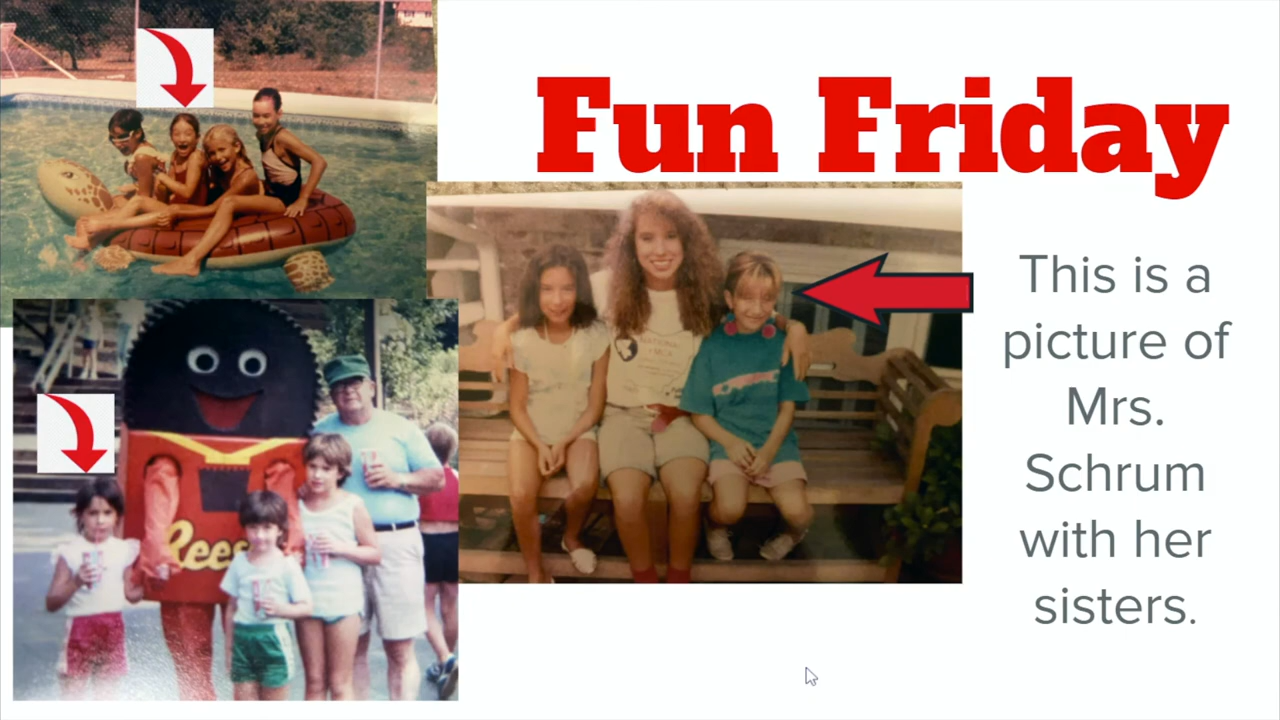 Fun Friday
This is a
picture of
Mrs.
Schrum
with her
sisters.
Rees